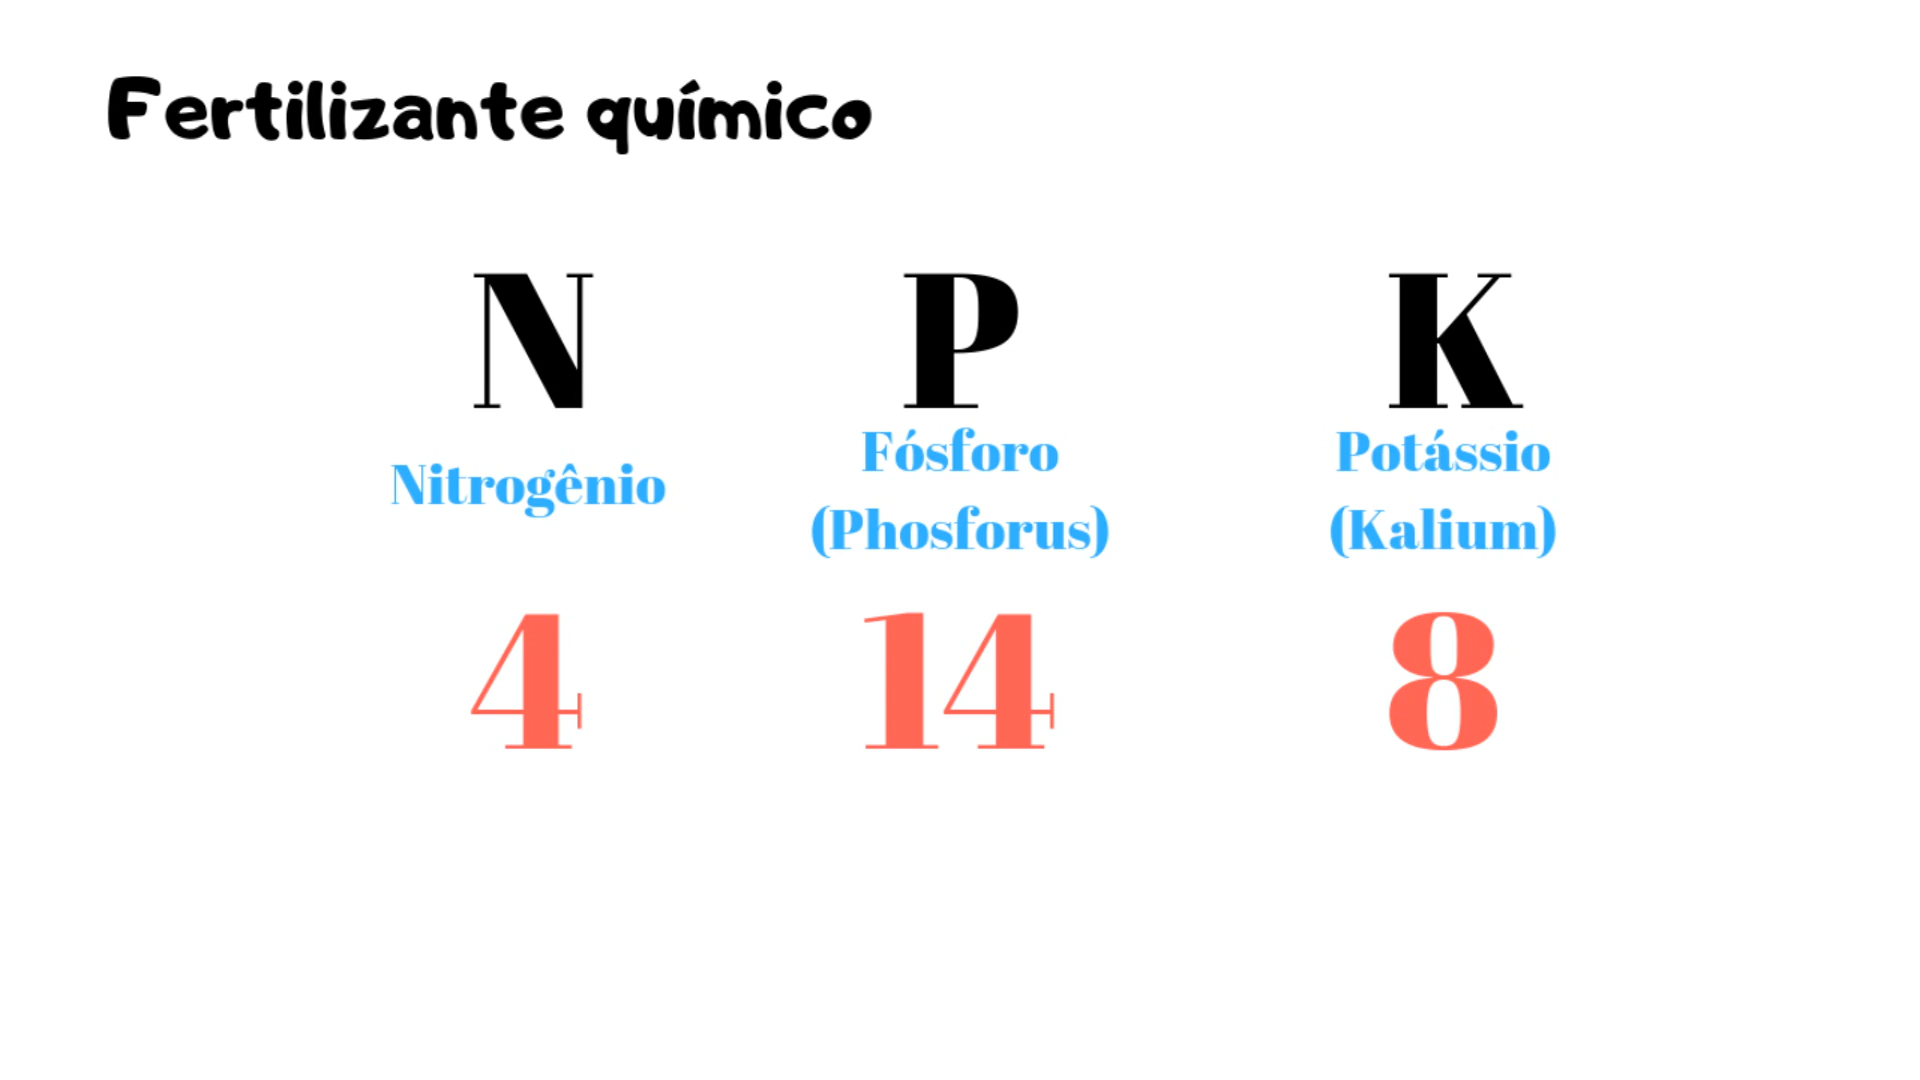 Fertilizante químico
N P K
Nitrogênio Fósforo Potássio
(Phosforus) (Kalium)
4 14 8